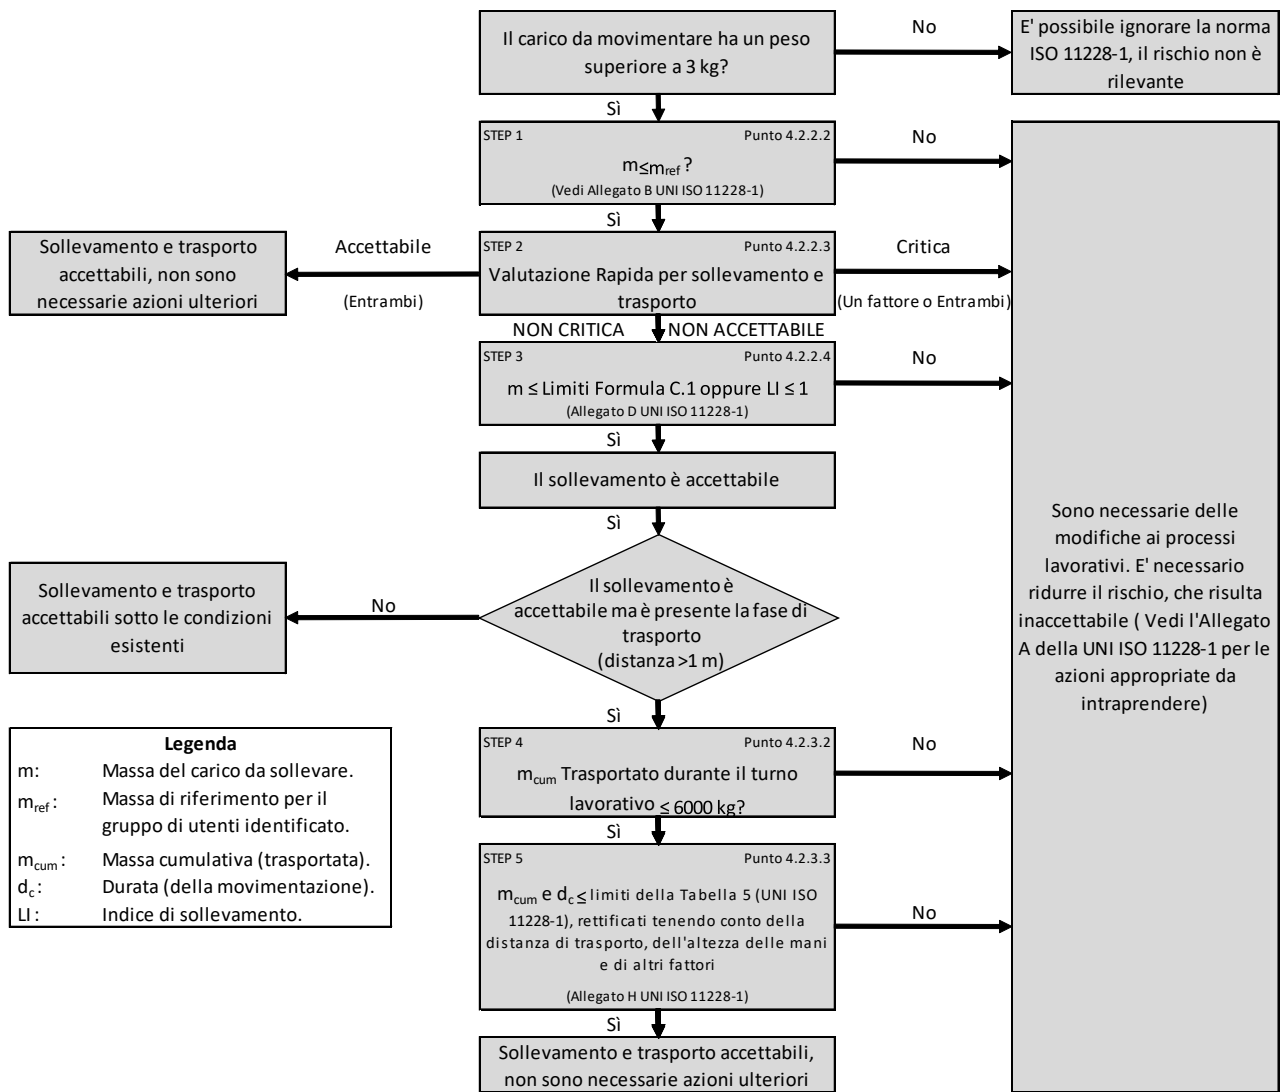 Il carico da movimentare ha un peso
superiore a 3 kg?
No
E' possibile ignorare la norma
ISO 11228-1, il rischio non è
rilevante
Sì
STEP 1 Punto 4.2.2.2
m≤mref ?
(Vedi Allegato B UNI ISO 11228-1)
No
Sì
Sollevamento e trasporto
accettabili, non sono
necessarie azioni ulteriori
Accettabile
(Entrambi)
STEP 2 Punto 4.2.2.3
Valutazione Rapida per sollevamento e
trasporto
Critica
(Un fattore o Entrambi)
NON CRITICA NON ACCETTABILE
STEP 3 Punto 4.2.2.4
m ≤ Limiti Formula C.1 oppure LI ≤ 1
(Allegato D UNI ISO 11228-1)
No
Sì
Il sollevamento è accettabile
Sì
Il sollevamento è
accettabile ma è presente la fase di
trasporto
(distanza >1 m)
No
Sollevamento e trasporto
accettabili sotto le condizioni
esistenti
Sono necessarie delle
modifiche ai processi
lavorativi. E' necessario
ridurre il rischio, che risulta
inaccettabile ( Vedi l'Allegato
A della UNI ISO 11228-1 per le
azioni appropriate da
intraprendere)
Sì
STEP 4 Punto 4.2.3.2
mcum Trasportato durante il turno
lavorativo ≤ 6000 kg?
No
Sì
STEP 5 Punto 4.2.3.3
mcum e dc ≤ limiti della Tabella 5 (UNI ISO
11228-1), rettificati tenendo conto della
distanza di trasporto, dell'altezza delle mani
e di altri fattori
(Allegato H UNI ISO 11228-1)
No
Sì
Sollevamento e trasporto accettabili,
non sono necessarie azioni ulteriori
Legenda
m: Massa del carico da sollevare.
mref : Massa di riferimento per il
gruppo di utenti identificato.
mcum : Massa cumulativa (trasportata).
dc : Durata (della movimentazione).
LI : Indice di sollevamento.